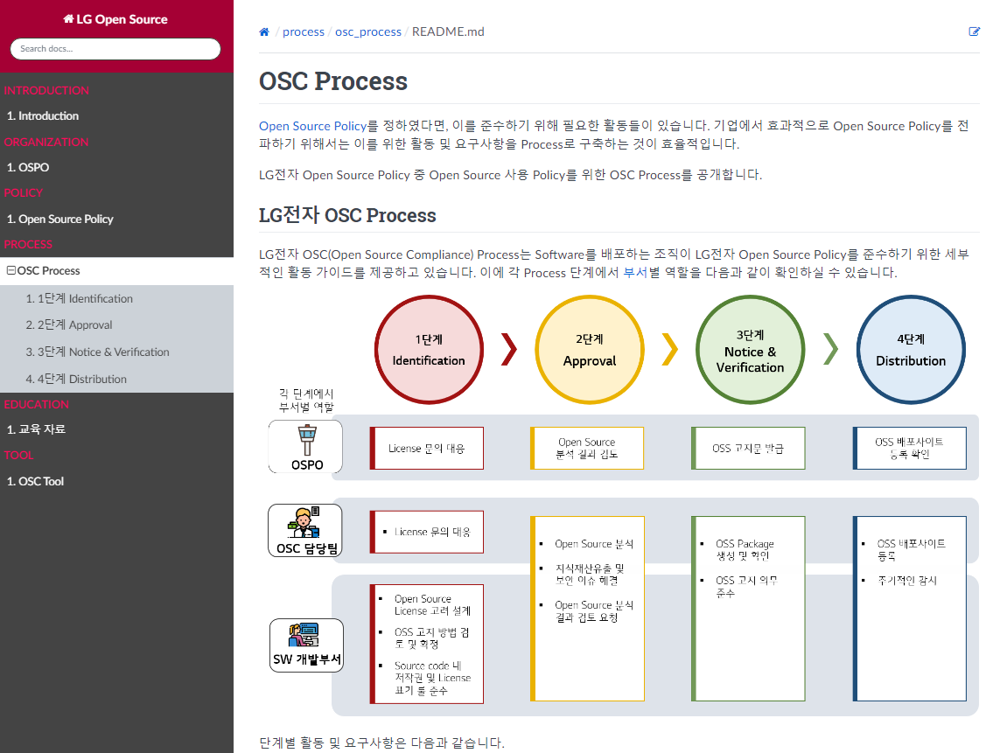 LG Open Source
Search docs...
INTRODUCTION
1. Introduction
ORGANIZATION
1. OSPO
POLICY
1. Open Source Policy
PROCESS
OSC Process
1. 1단계 Identification
2. 2단계 Approval
3. 3단계 Notice & Verification
4. 4단계 Distribution
EDUCATION
1. 교육 자료
TOOL
1. OSC Tool
/ process / osc_process / README.md
OSC Process
Open Source Policy를 정하였다면, 이를 준수하기 위해 필요한 활동들이 있습니다. 기업에서 효과적으로 Open Source Policy를 전
파하기 위해서는 이를 위한 활동 및 요구사항을 Process로 구축하는 것이 효율적입니다.
LG전자 Open Source Policy 중 Open Source 사용 Policy를 위한 OSC Process를 공개합니다.
LG전자 OSC Process
LG전자 OSC(Open Source Compliance) Process는 Software를 배포하는 조직이 LG전자 Open Source Policy를 준수하기 위한 세부
적인 활동 가이드를 제공하고 있습니다. 이에 각 Process 단계에서 부서별 역할을 다음과 같이 확인하실 수 있습니다.
1단계
Identification
2단계
Approval
3단계
Notice &
Verification
4단계
Distribution
각 단계에서
부서별 역할
OSPO
License 문의 대응
Open Source
분석 결과 검토
OSS 고지문 발급
OSS 배포사이트
등록 확인
OSC 담당팀
SW 개발부서
▪ License 문의 대응
▪ Open Source
License 고려 설계
▪ OSS 고지 방법 검
토 및 확정
▪ Source code 내
저작권 및 License
표기 룰 준수
▪ Open Source 분석
▪ 지식재산유출 및
보안 이슈 해결
▪ Open Source 분석
결과 검토 요청
▪ OSS Package
생성 및 확인
▪ OSS 고지 의무
준수
▪ OSS 배포사이트
등록
▪ 주기적인 감시
단계별 활동 및 요구사항은 다음과 같습니다.